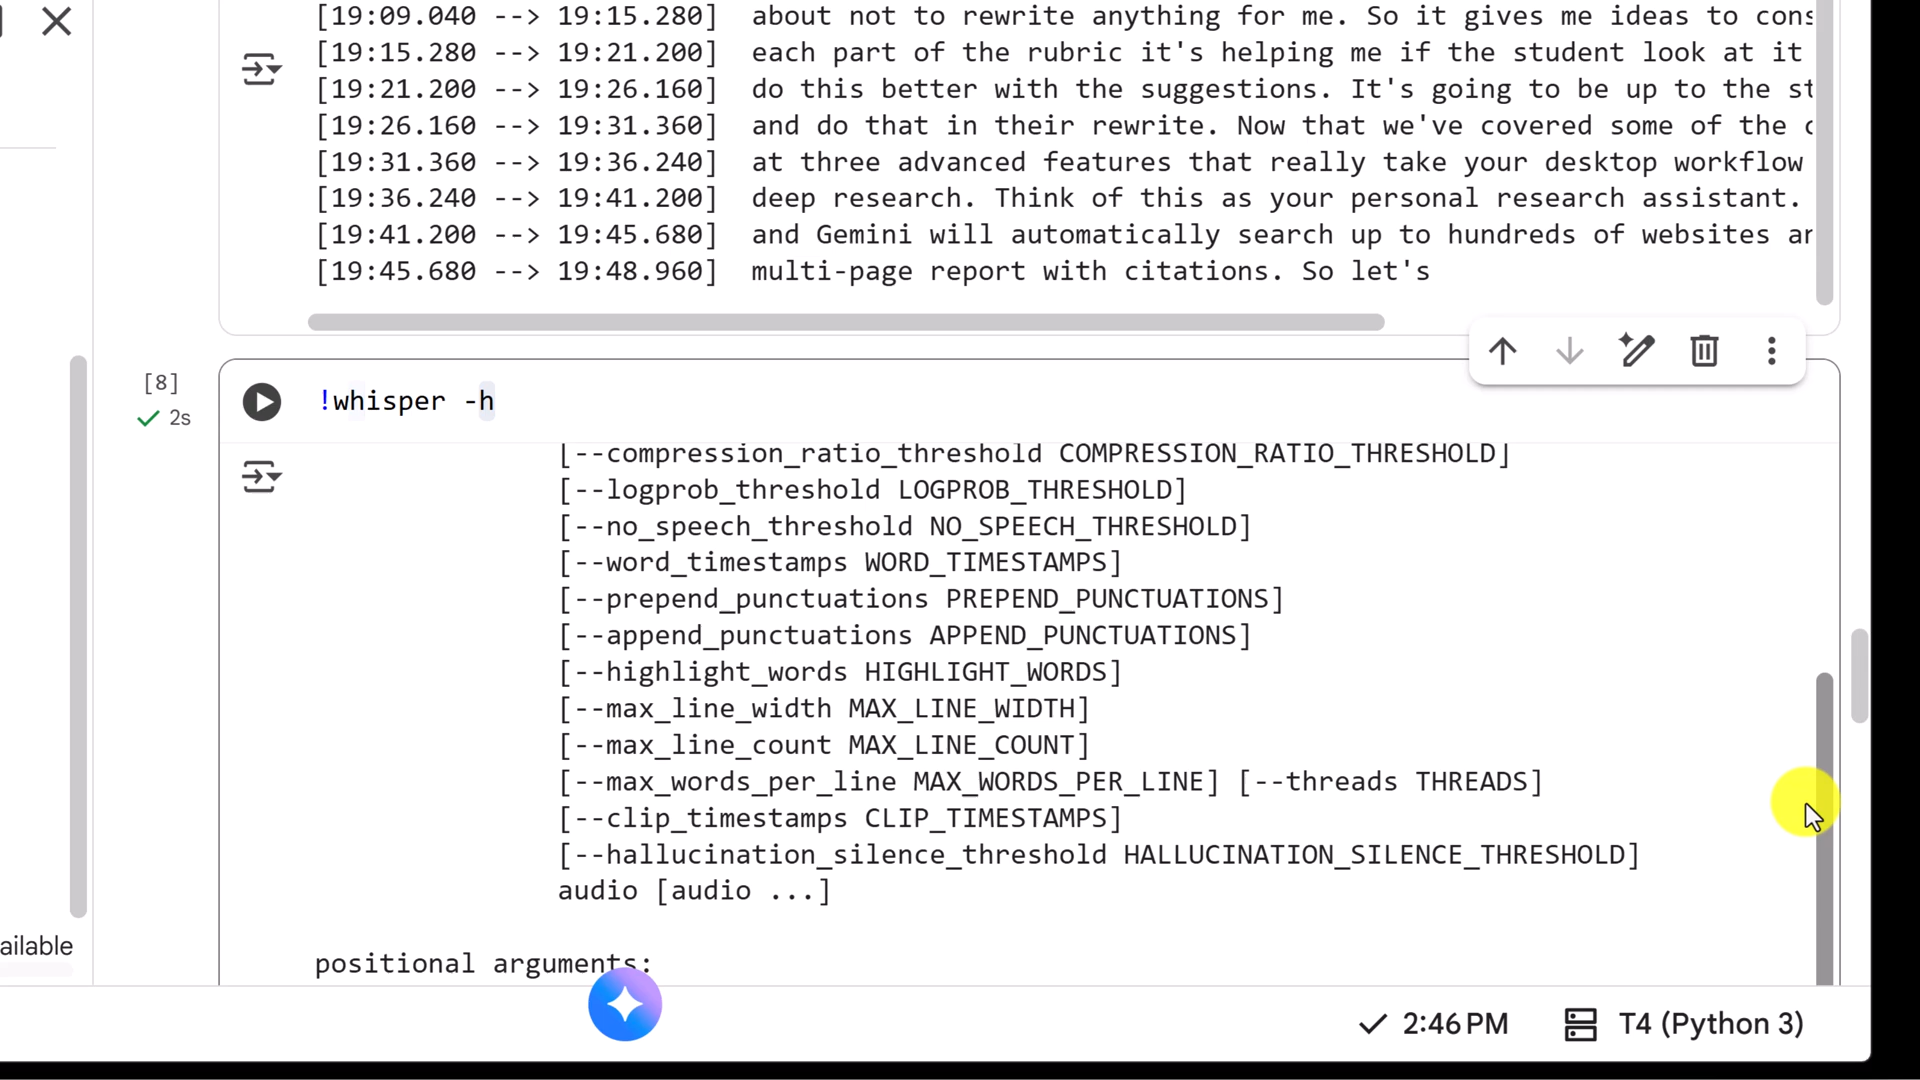 [19:09.040 --> 19:15.280]  about not to rewrite anything for me. So it gives me ideas to cons
[19:15.280 --> 19:21.200]  each part of the rubric it's helping me if the student look at it
[19:21.200 --> 19:26.160]  do this better with the suggestions. It's going to be up to the st
[19:26.160 --> 19:31.360]  and do that in their rewrite. Now that we've covered some of the c
[19:31.360 --> 19:36.240]  at three advanced features that really take your desktop workflow
[19:36.240 --> 19:41.200]  deep research. Think of this as your personal research assistant.
[19:41.200 --> 19:45.680]  and Gemini will automatically search up to hundreds of websites ar
[19:45.680 --> 19:48.960]  multi-page report with citations. So let's
[8]
2s
!whisper -h
[--compression_ratio_threshold COMPRESSION_RATIO_THRESHOLD]
[--logprob_threshold LOGPROB_THRESHOLD]
[--no_speech_threshold NO_SPEECH_THRESHOLD]
[--word_timestamps WORD_TIMESTAMPS]
[--prepend_punctuations PREPEND_PUNCTUATIONS]
[--append_punctuations APPEND_PUNCTUATIONS]
[--highlight_words HIGHLIGHT_WORDS]
[--max_line_width MAX_LINE_WIDTH]
[--max_line_count MAX_LINE_COUNT]
[--max_words_per_line MAX_WORDS_PER_LINE] [--threads THREADS]
[--clip_timestamps CLIP_TIMESTAMPS]
[--hallucination_silence_threshold HALLUCINATION_SILENCE_THRESHOLD]
audio [audio ...]
ailable
positional arguments:
2:46 PM
T4 (Python 3)